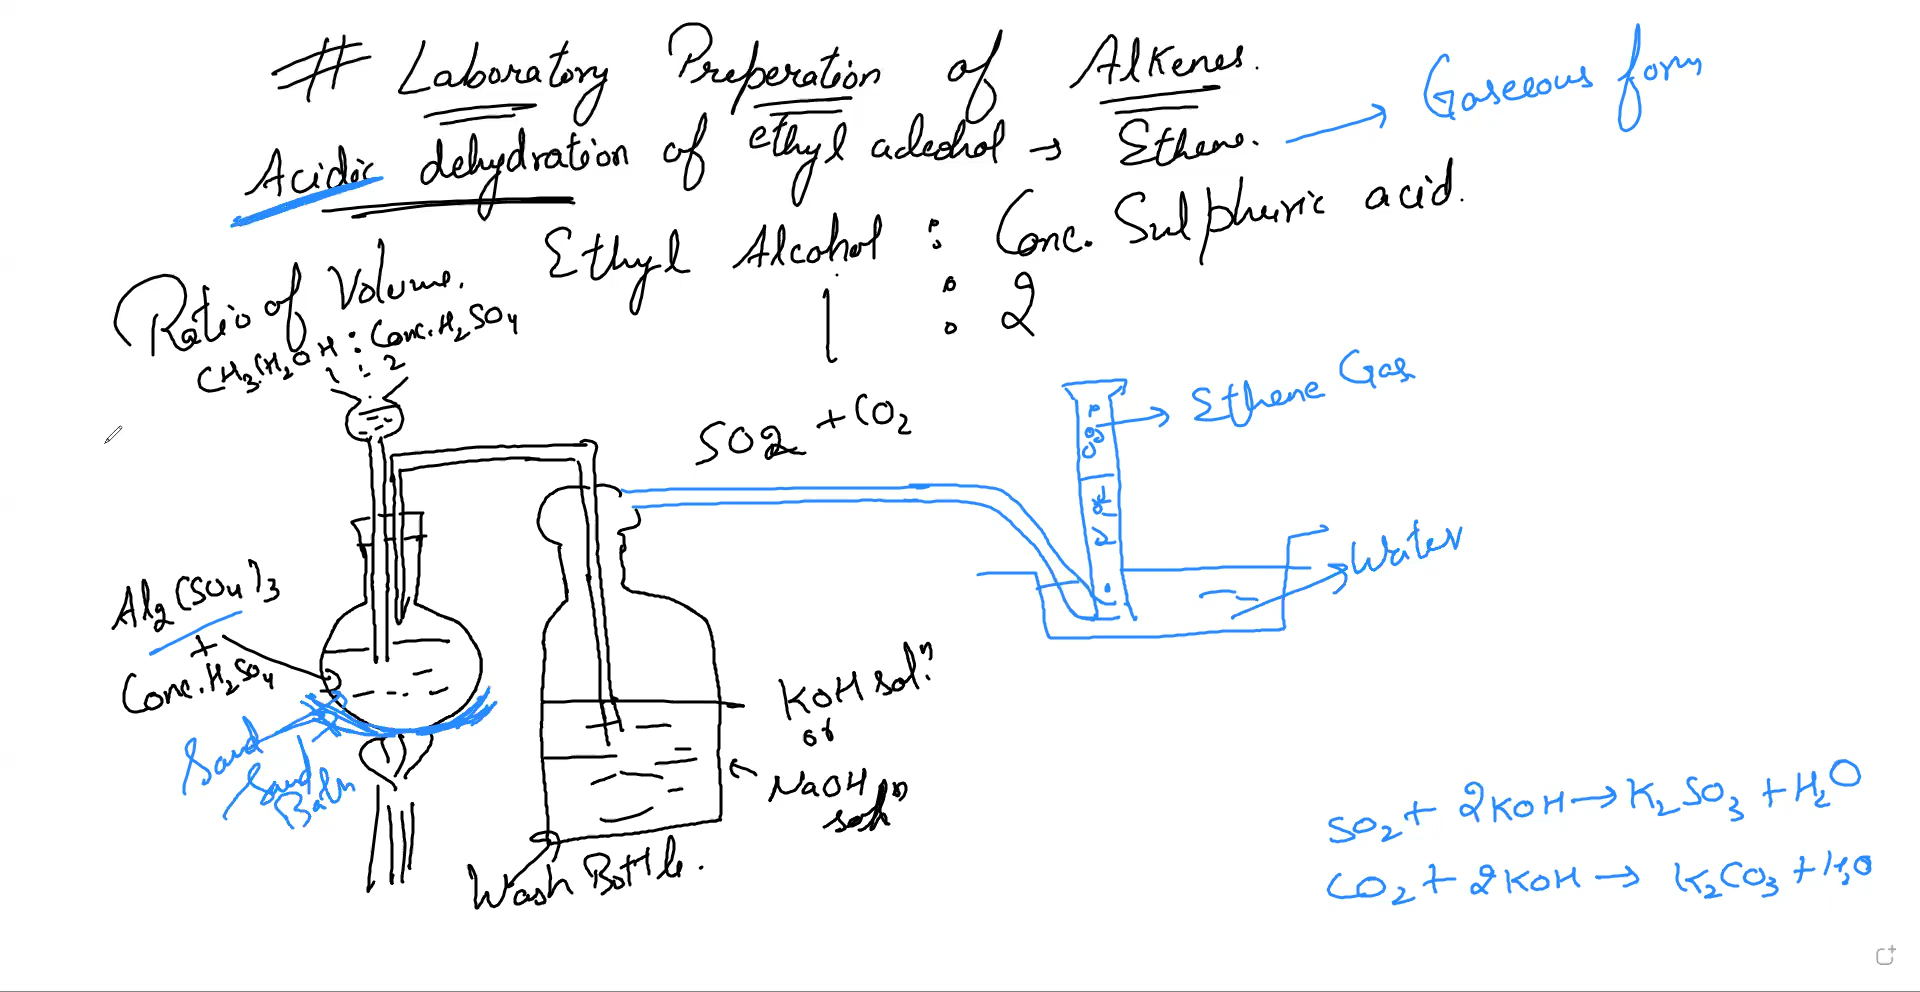 # Laboratory Preperation of Alkenes.
Acidic dehydration of ethyl alcohol → Ethene. → Gaseous form
Ratio of Volume. Ethyl Alcohol : Conc. Sulphuric acid.
1 : 2
CH3.CH2OH : Conc. H2SO4
1 : 2
SO2 + CO2
Ethene Gas
Water
Al2(SO4)3
+
Conc. H2SO4
Sand
Sand
Bath
KOH solⁿ
or
NaOH
solⁿ
Wash Bottle.
SO2 + 2KOH → K2SO3 + H2O
CO2 + 2KOH → K2CO3 + H2O